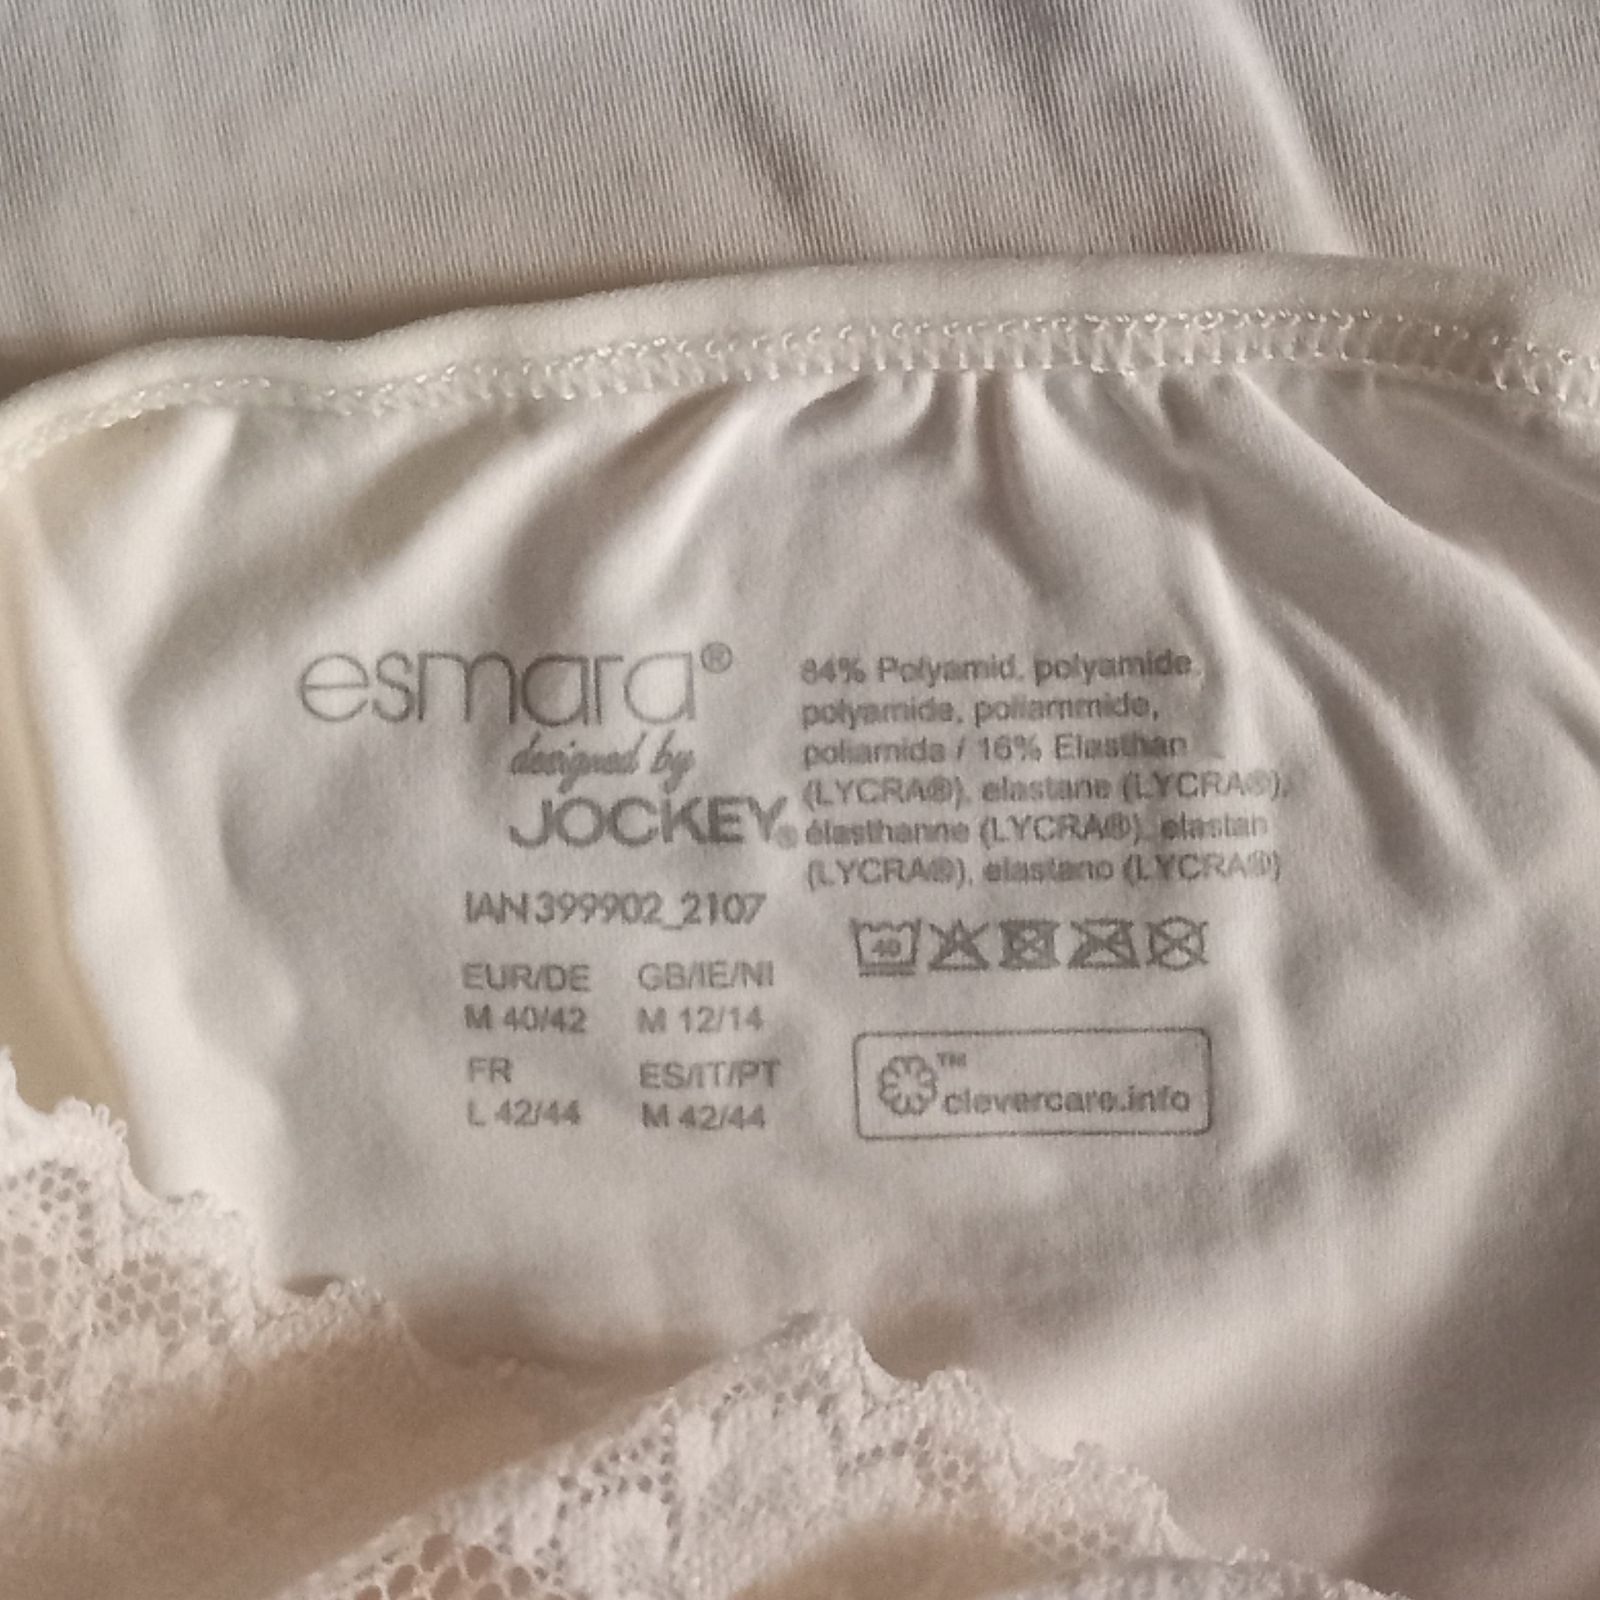 esmara®
designed by
JOCKEY®
IAN 399902_2107
EUR/DE GB/IE/NI
M 40/42 M 12/14
FR ES/IT/PT
L 42/44 M 42/44
84% Polyamid, polyamide,
polyamide, poliammide,
poliamida / 16% Elasthan
(LYCRA®), elastane (LYCRA®),
élasthanne (LYCRA®), elastan
(LYCRA®), elastano (LYCRA®)
40
™
clevercare.info